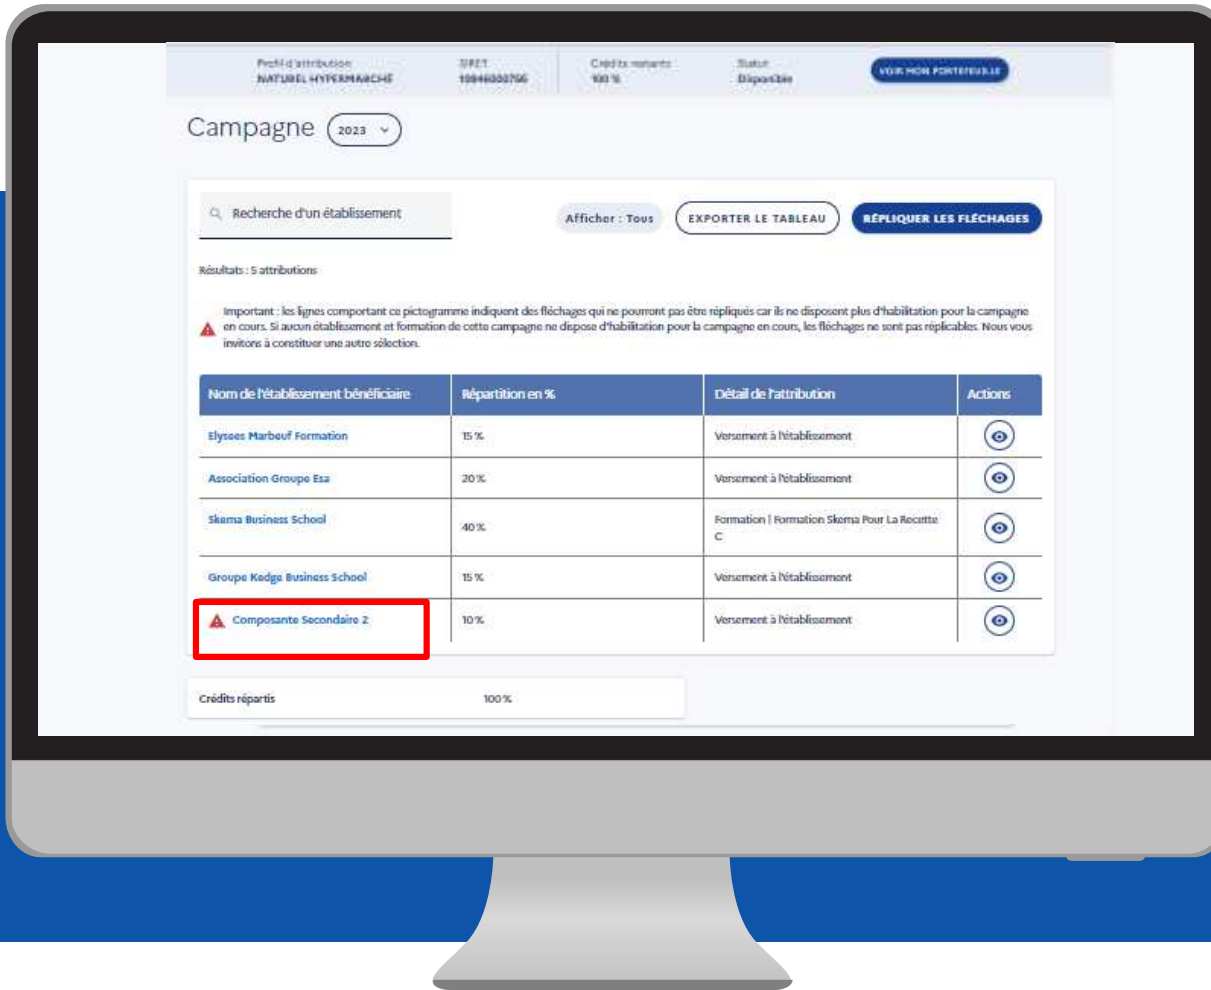 Profil d'attribution
NATUREL HYPERMARCHÉ
SIRET
Crédits restants
100 %
Statut
Disponible
VOIR MON PORTEFEUILLE
Campagne
2023
Recherche d'un établissement
Afficher : Tous
EXPORTER LE TABLEAU
RÉPLIQUER LES FLÉCHAGES
Résultats : 5 attributions
Important : les lignes comportant ce pictogramme indiquent des fléchages qui ne pourront pas être répliqués car ils ne disposent plus d'habilitation pour la campagne
en cours. Si aucun établissement et formation de cette campagne ne dispose d'habilitation pour la campagne en cours, les fléchages ne sont pas réplicables. Nous vous
invitons à constituer une autre sélection.
Nom de l'établissement bénéficiaire Répartition en % Détail de l'attribution Actions
Elysees Marbeuf Formation 15 % Versement à l'établissement
Association Groupe Esa 20 % Versement à l'établissement
Skema Business School 40 % Formation | Formation Skema Pour La Recette
C
Groupe Kedge Business School 15 % Versement à l'établissement
Composante Secondaire 2 10 % Versement à l'établissement
Crédits répartis 100 %